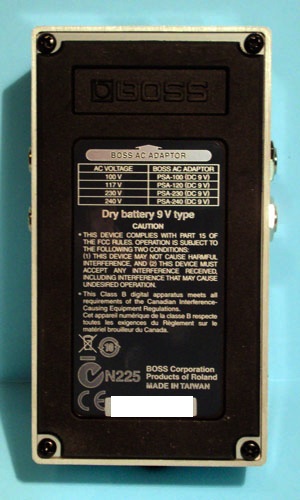 BOSS
BOSS AC ADAPTOR
AC VOLTAGE BOSS AC ADAPTOR
100 V PSA-100 (DC 9 V)
117 V PSA-120 (DC 9 V)
230 V PSA-230 (DC 9 V)
240 V PSA-240 (DC 9 V)
Dry battery 9 V type
CAUTION
• THIS DEVICE COMPLIES WITH PART 15 OF
THE FCC RULES. OPERATION IS SUBJECT TO
THE FOLLOWING TWO CONDITIONS:
(1) THIS DEVICE MAY NOT CAUSE HARMFUL
INTERFERENCE, AND (2) THIS DEVICE MUST
ACCEPT ANY INTERFERENCE RECEIVED,
INCLUDING INTERFERENCE THAT MAY CAUSE
UNDESIRED OPERATION.
• This Class B digital apparatus meets all
requirements of the Canadian Interference-
Causing Equipment Regulations.
Cet appareil numérique de la classe B respecte
toutes les exigences du Règlement sur le
matériel brouilleur du Canada.
N225
BOSS Corporation
Products of Roland
MADE IN TAIWAN
CE